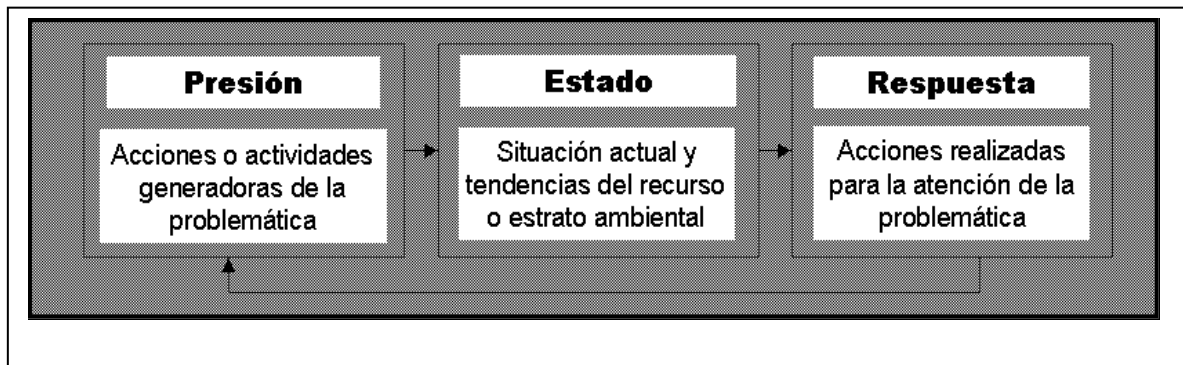 Presión
Acciones o actividades
generadoras de la
problemática
Estado
Situación actual y
tendencias del recurso
o estrato ambiental
Respuesta
Acciones realizadas
para la atención de la
problemática